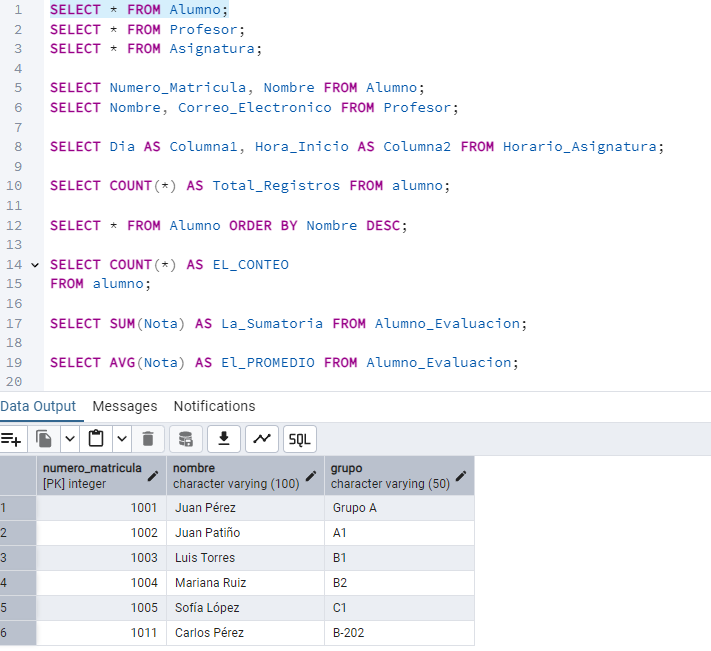 1 SELECT * FROM Alumno;
2 SELECT * FROM Profesor;
3 SELECT * FROM Asignatura;
4
5 SELECT Numero_Matricula, Nombre FROM Alumno;
6 SELECT Nombre, Correo_Electronico FROM Profesor;
7
8 SELECT Dia AS Columna1, Hora_Inicio AS Columna2 FROM Horario_Asignatura;
9
10 SELECT COUNT(*) AS Total_Registros FROM alumno;
11
12 SELECT * FROM Alumno ORDER BY Nombre DESC;
13
14 SELECT COUNT(*) AS EL_CONTEO
15 FROM alumno;
16
17 SELECT SUM(Nota) AS La_Sumatoria FROM Alumno_Evaluacion;
18
19 SELECT AVG(Nota) AS El_PROMEDIO FROM Alumno_Evaluacion;
20
Data Output Messages Notifications
SQL
numero_matricula nombre grupo
[PK] integer character varying (100) character varying (50)
1 1001 Juan Pérez Grupo A
2 1002 Juan Patiño A1
3 1003 Luis Torres B1
4 1004 Mariana Ruiz B2
5 1005 Sofía López C1
6 1011 Carlos Pérez B-202